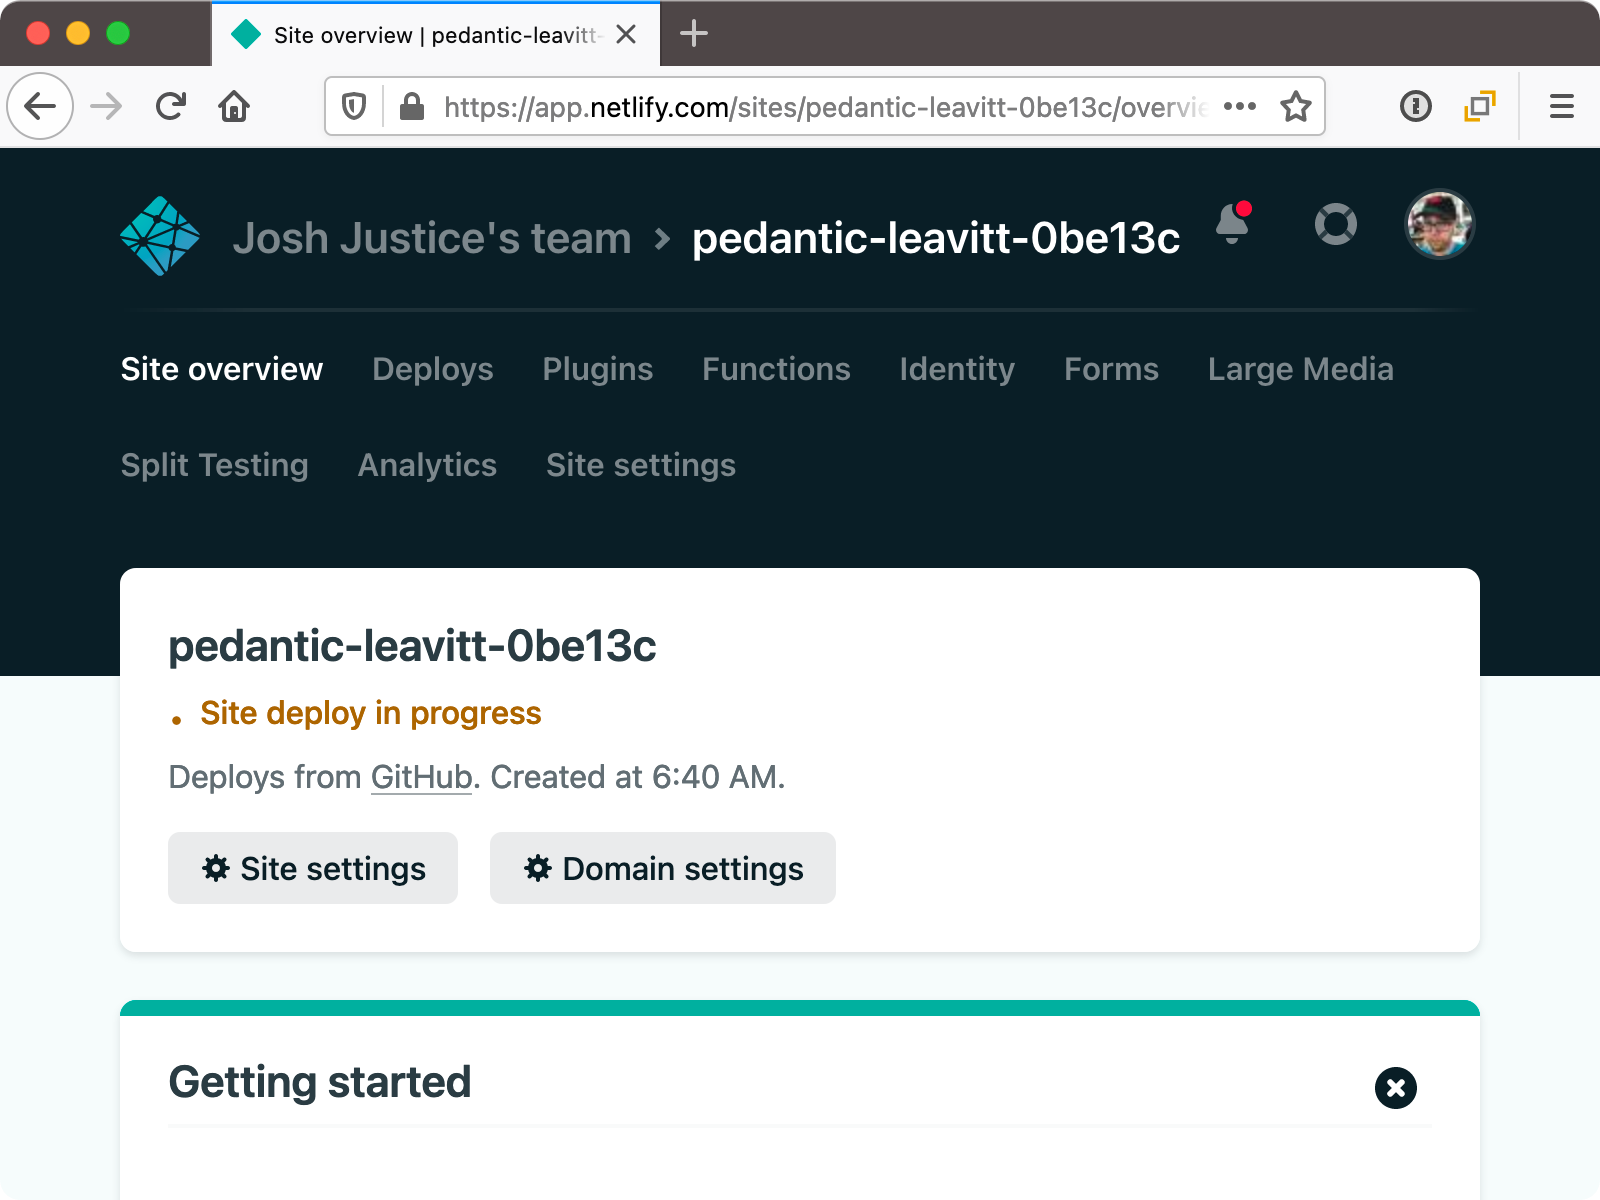 Site overview | pedantic-leavitt-
https://app.netlify.com/sites/pedantic-leavitt-0be13c/overvie
Josh Justice's team > pedantic-leavitt-0be13c
Site overview Deploys Plugins Functions Identity Forms Large Media
Split Testing Analytics Site settings
pedantic-leavitt-0be13c
Site deploy in progress
Deploys from GitHub. Created at 6:40 AM.
Site settings Domain settings
Getting started